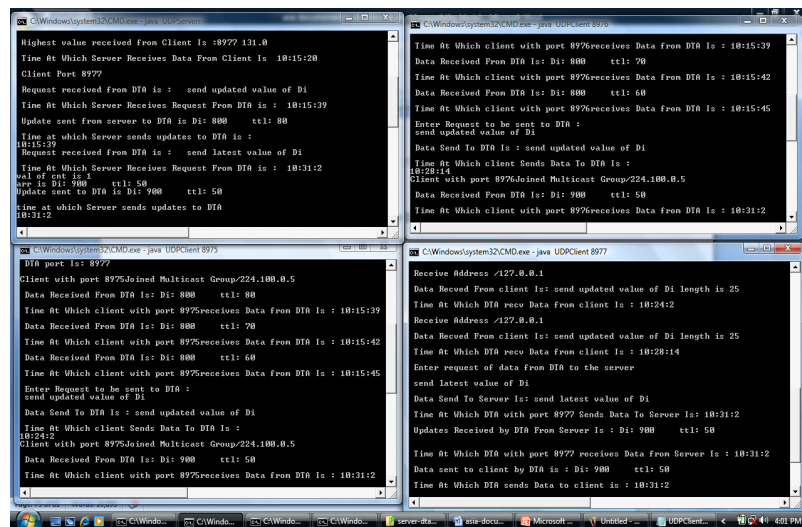 C:\Windows\system32\CMD.exe - java UDPServer
Highest value received from Client Is :8977 131.0
Time At Which Server Receives Data From Client Is 10:15:20
Client Port 8977
Request received from DTA is : send updated value of Di
Time At Which Server Receives Request From DTA is : 10:15:39
Update sent from server to DTA is Di: 800 ttl: 80
Time at which Server sends updates to DTA is :
10:15:39
Request received from DTA is : send latest value of Di
Time At Which Server Receives Request From DTA is : 10:31:2
val of cnt is 1
arr is Di: 900 ttl: 50
Update sent to DTA is Di: 900 ttl: 50
time at which Server sends updates to DTA
10:31:2
C:\Windows\system32\CMD.exe - java UDPClient 8976
Time At Which client with port 8976receives Data from DTA Is : 10:15:39
Data Received From DTA Is: Di: 800 ttl: 70
Time At Which client with port 8976receives Data from DTA Is : 10:15:42
Data Received From DTA Is: Di: 800 ttl: 60
Time At Which client with port 8976receives Data from DTA Is : 10:15:45
Enter Request to be sent to DTA :
send updated value of Di
Data Send To DTA Is : send updated value of Di
Time At Which client Sends Data To DTA Is :
10:28:14
Client with port 8976Joined Multicast Group/224.100.0.5
Data Received From DTA Is: Di: 900 ttl: 50
Time At Which client with port 8976receives Data from DTA Is : 10:31:2
C:\Windows\system32\CMD.exe - java UDPClient 8975
DTA port Is: 8977
Client with port 8975Joined Multicast Group/224.100.0.5
Data Received From DTA Is: Di: 800 ttl: 80
Time At Which client with port 8975receives Data from DTA Is : 10:15:39
Data Received From DTA Is: Di: 800 ttl: 70
Time At Which client with port 8975receives Data from DTA Is : 10:15:42
Data Received From DTA Is: Di: 800 ttl: 60
Time At Which client with port 8975receives Data from DTA Is : 10:15:45
Enter Request to be sent to DTA :
send updated value of Di
Data Send To DTA Is : send updated value of Di
Time At Which client Sends Data To DTA Is :
10:24:2
Client with port 8975Joined Multicast Group/224.100.0.5
Data Received From DTA Is: Di: 900 ttl: 50
Time At Which client with port 8975receives Data from DTA Is : 10:31:2
C:\Windows\system32\CMD.exe - java UDPClient 8977
Receive Address /127.0.0.1
Data Recved From client Is: send updated value of Di length is 25
Time At Which DTA recv Data from client Is : 10:24:2
Receive Address /127.0.0.1
Data Recved From client Is: send updated value of Di length is 25
Time At Which DTA recv Data from client Is : 10:28:14
Enter request of data from DTA to the server
send latest value of Di
Data Send To Server Is: send latest value of Di
Time At Which DTA with port 8977 Sends Data To Server Is: 10:31:2
Updates Received by DTA From Server Is : Di: 900 ttl: 50
Time At Which DTA with port 8977 receives Data from Server Is : 10:31:2
Data sent to client by DTA is : Di: 900 ttl: 50
Time At Which DTA sends Data to client is : 10:31:2
C:\Windo... C:\Windo... C:\Windo... C:\Windo... server-dta... asia-docu... Microsoft ... Untitled - ... UDPClient... 4:01 PM